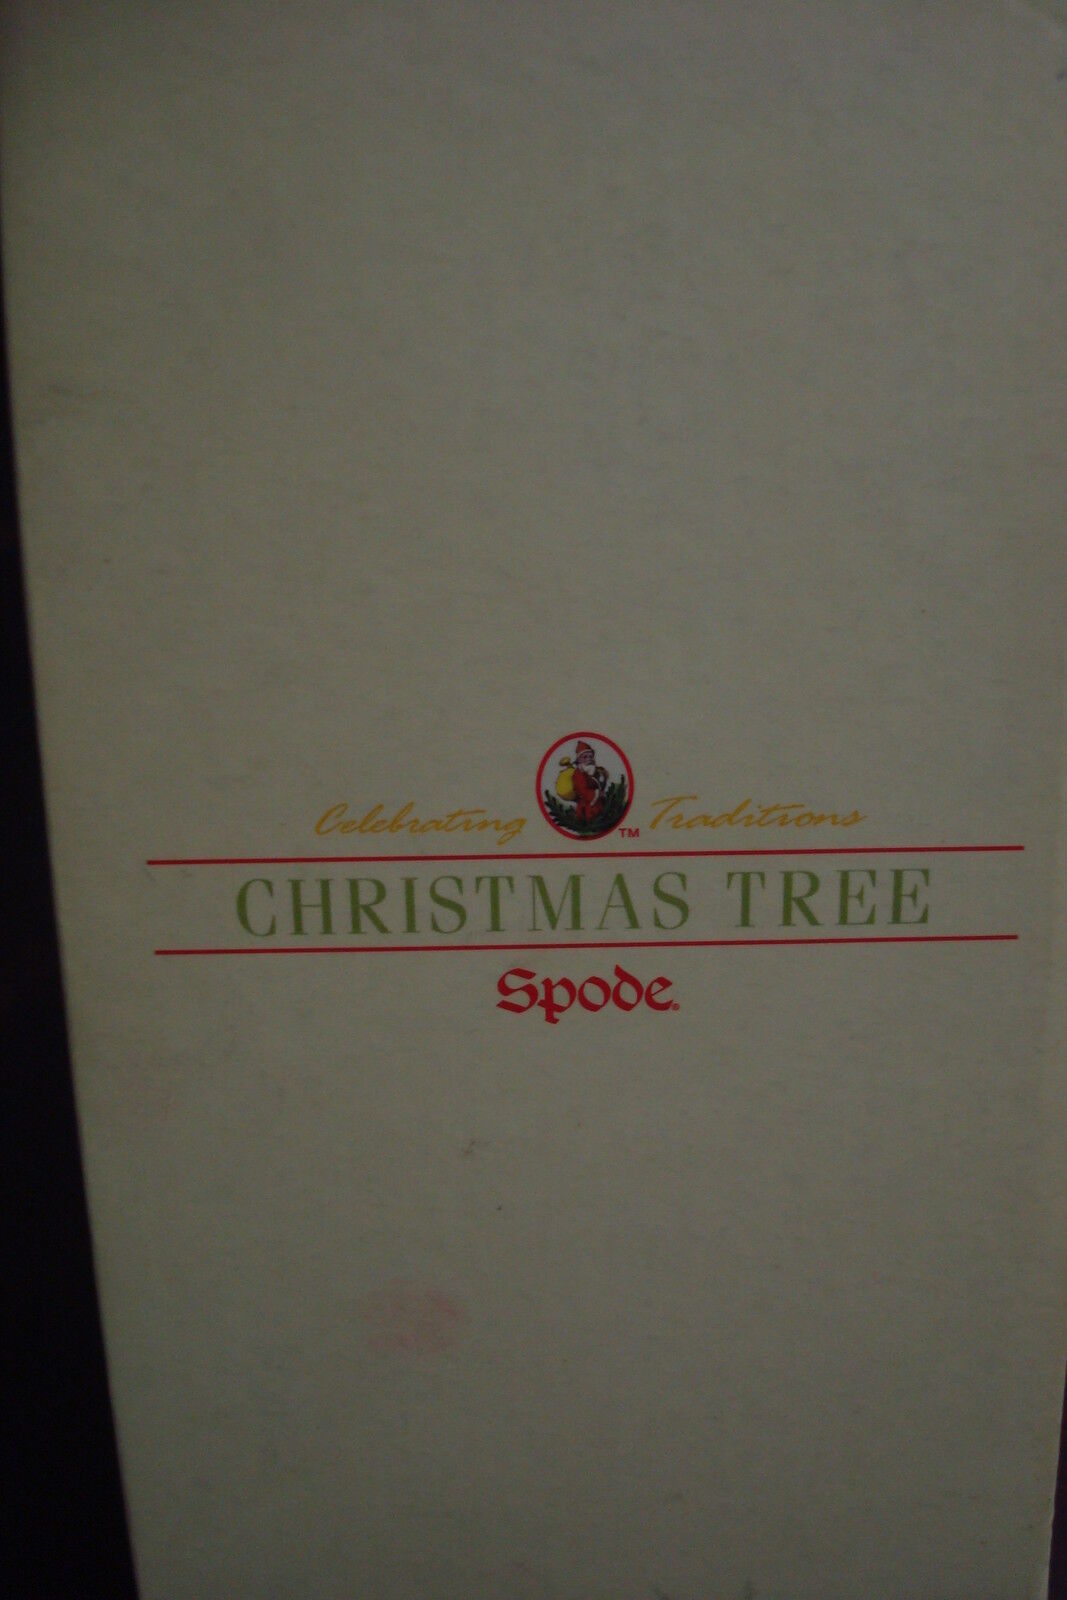 Celebrating Traditions
TM
CHRISTMAS TREE
Spode®